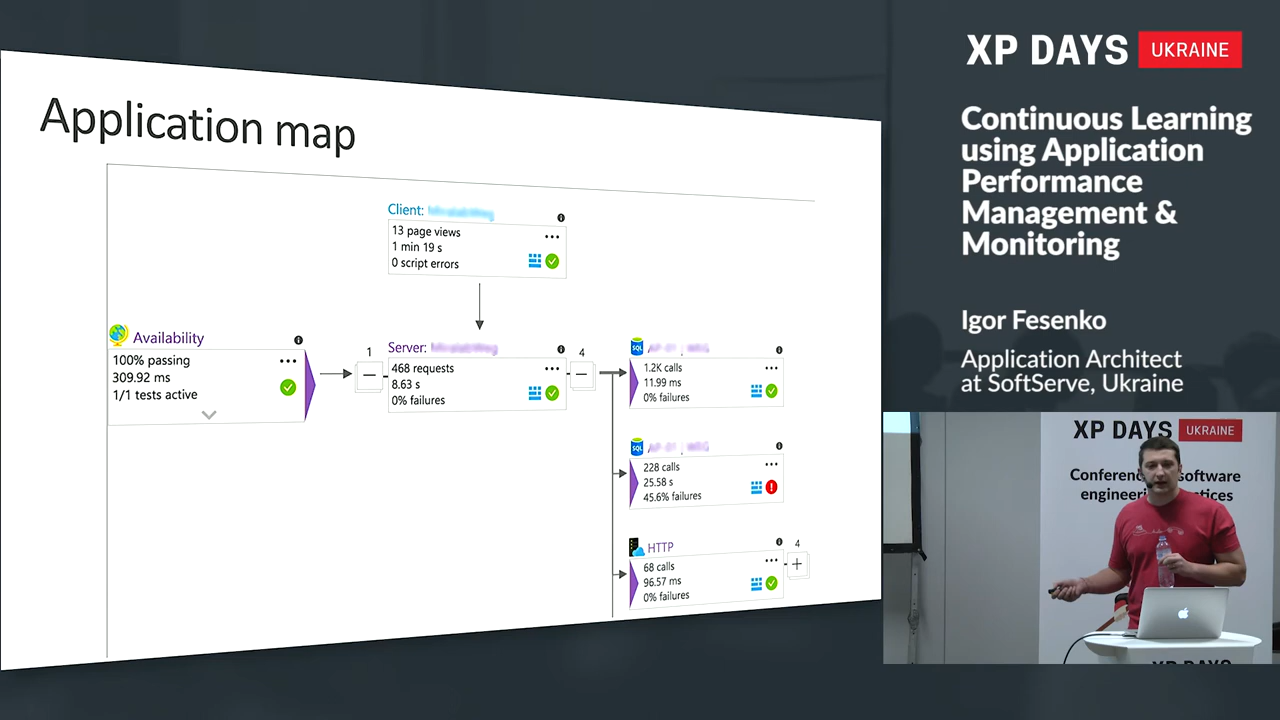 Application map
Client:
13 page views
1 min 19 s
0 script errors
Availability
100% passing
309.92 ms
1/1 tests active
1
Server:
468 requests
8.63 s
0% failures
4
SQL
1.2K calls
11.99 ms
0% failures
SQL
228 calls
25.58 s
45.6% failures
HTTP
68 calls
96.57 ms
0% failures
4
XP DAYS UKRAINE
Continuous Learning
using Application
Performance
Management &
Monitoring
Igor Fesenko
Application Architect
at SoftServe, Ukraine
XP DAYS UKRAINE
software
XP DAYS